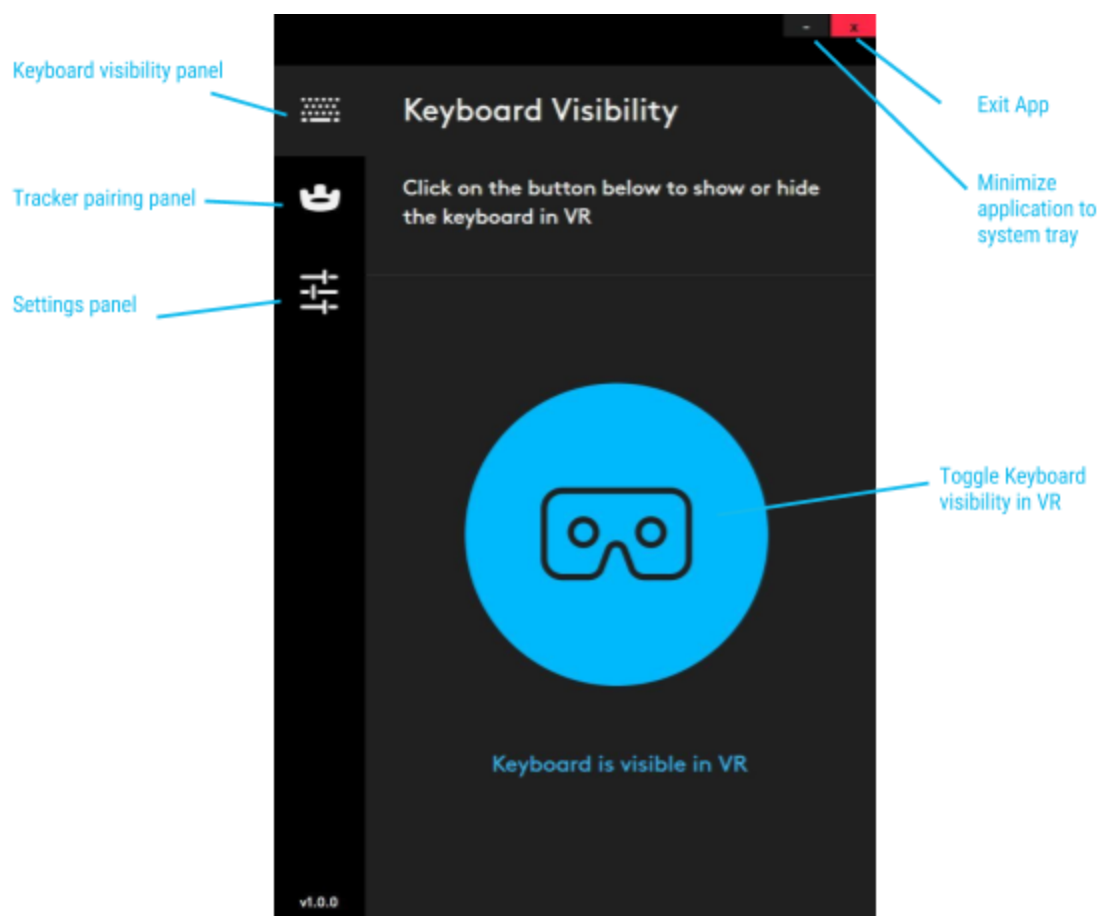 - x
Keyboard visibility panel
Keyboard Visibility
Exit App
Click on the button below to show or hide
the keyboard in VR
Tracker pairing panel
Minimize
application to
system tray
Settings panel
Toggle Keyboard
visibility in VR
Keyboard is visible in VR
v1.0.0